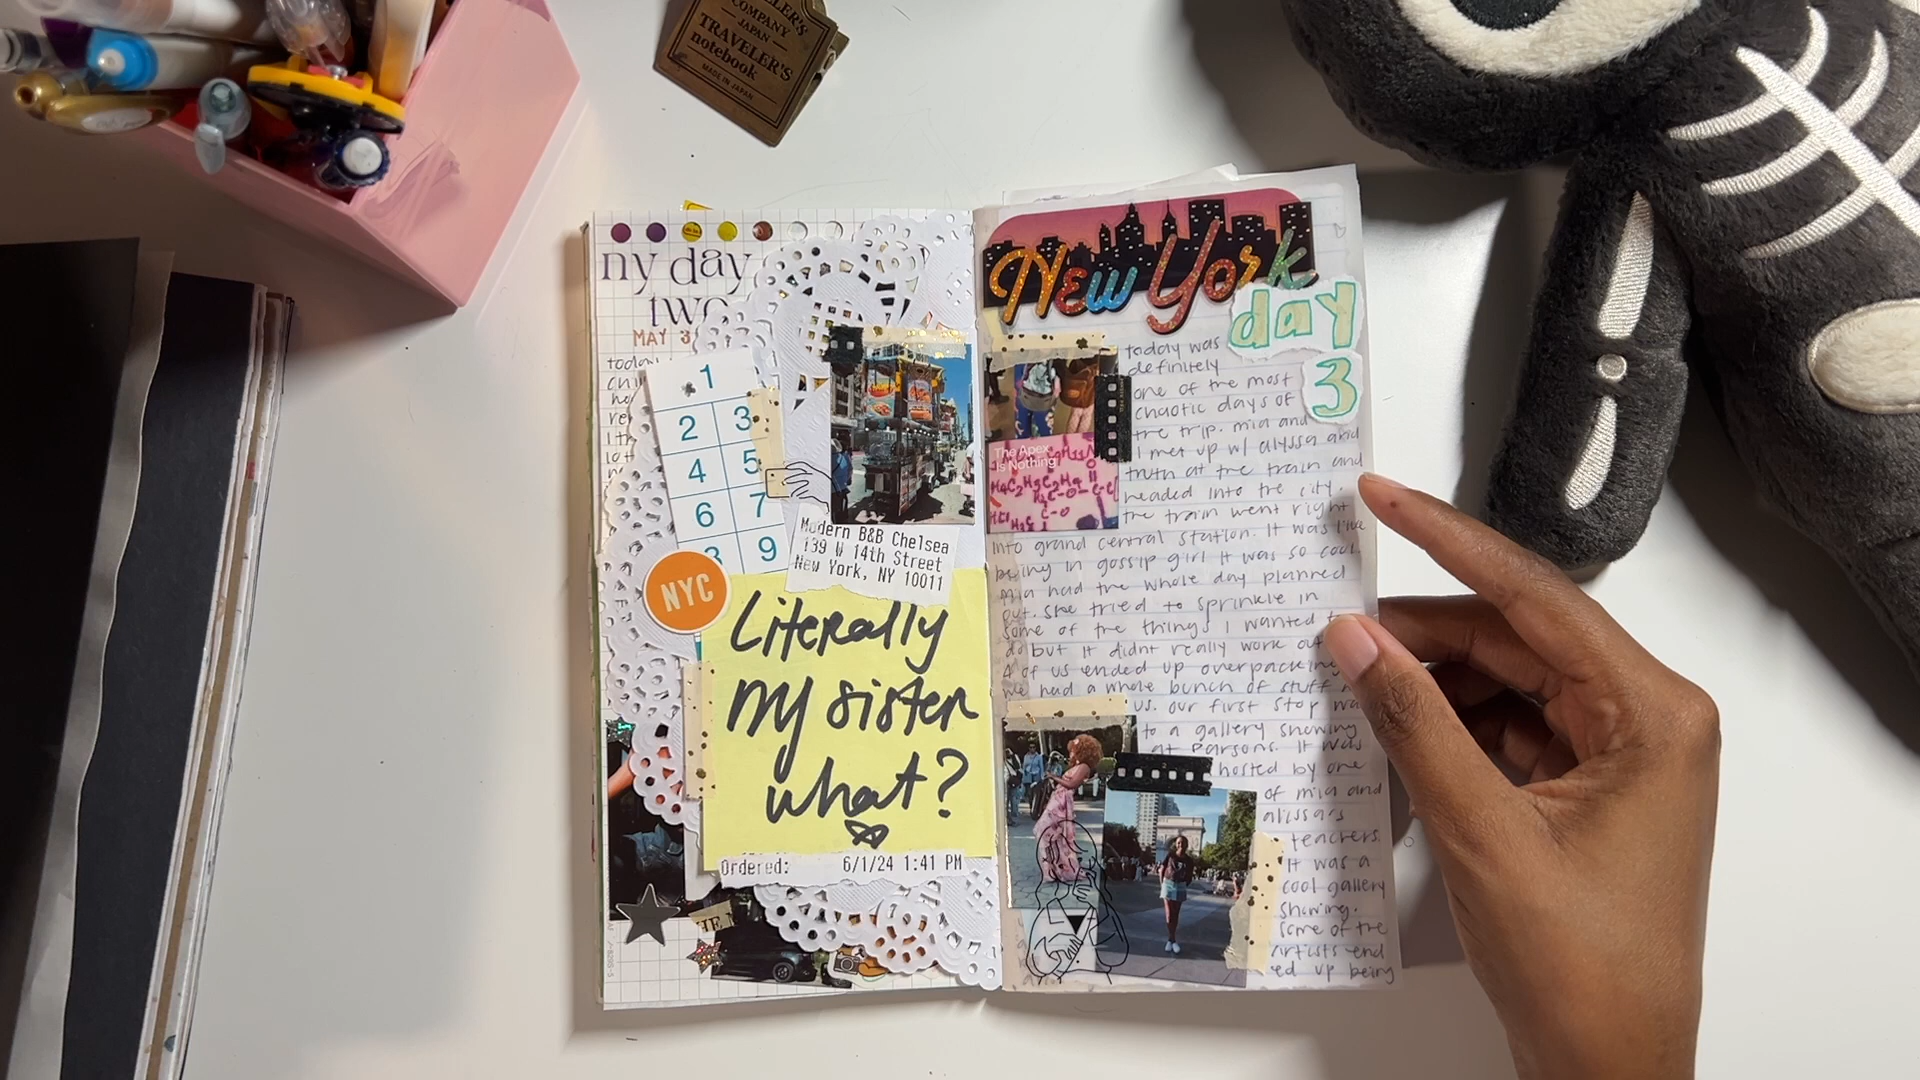 COMPANY
JAPAN
TRAVELER'S
notebook
MADE IN JAPAN
ny day
two
MAY 3
today
1
2 3
4 5
6 7
9
Modern B&B Chelsea
139 W 14th Street
New York, NY 10011
NYC
Literally
my sister
what?
Ordered: 6/1/24 1:41 PM
New York
day
3
The Apex
Is Nothing
today was
definitely
one of the most
chaotic days of
the trip. mia and
I met up w/ alyssa and
truth at the train and
headed into the city.
the train went right
into grand central station. It was like
being in gossip girl it was so cool.
mia had the whole day planned
out. she tried to sprinkle in
some of the things I wanted
do but it didnt really work
4 of us ended up overpacking
we had a whole bunch of stuff
us. our first stop
to a gallery showing
at Parsons. It was
hosted by one
of mia and
alissa's
teachers.
It was a
cool gallery
showing.
some of the
artists end
ed up being